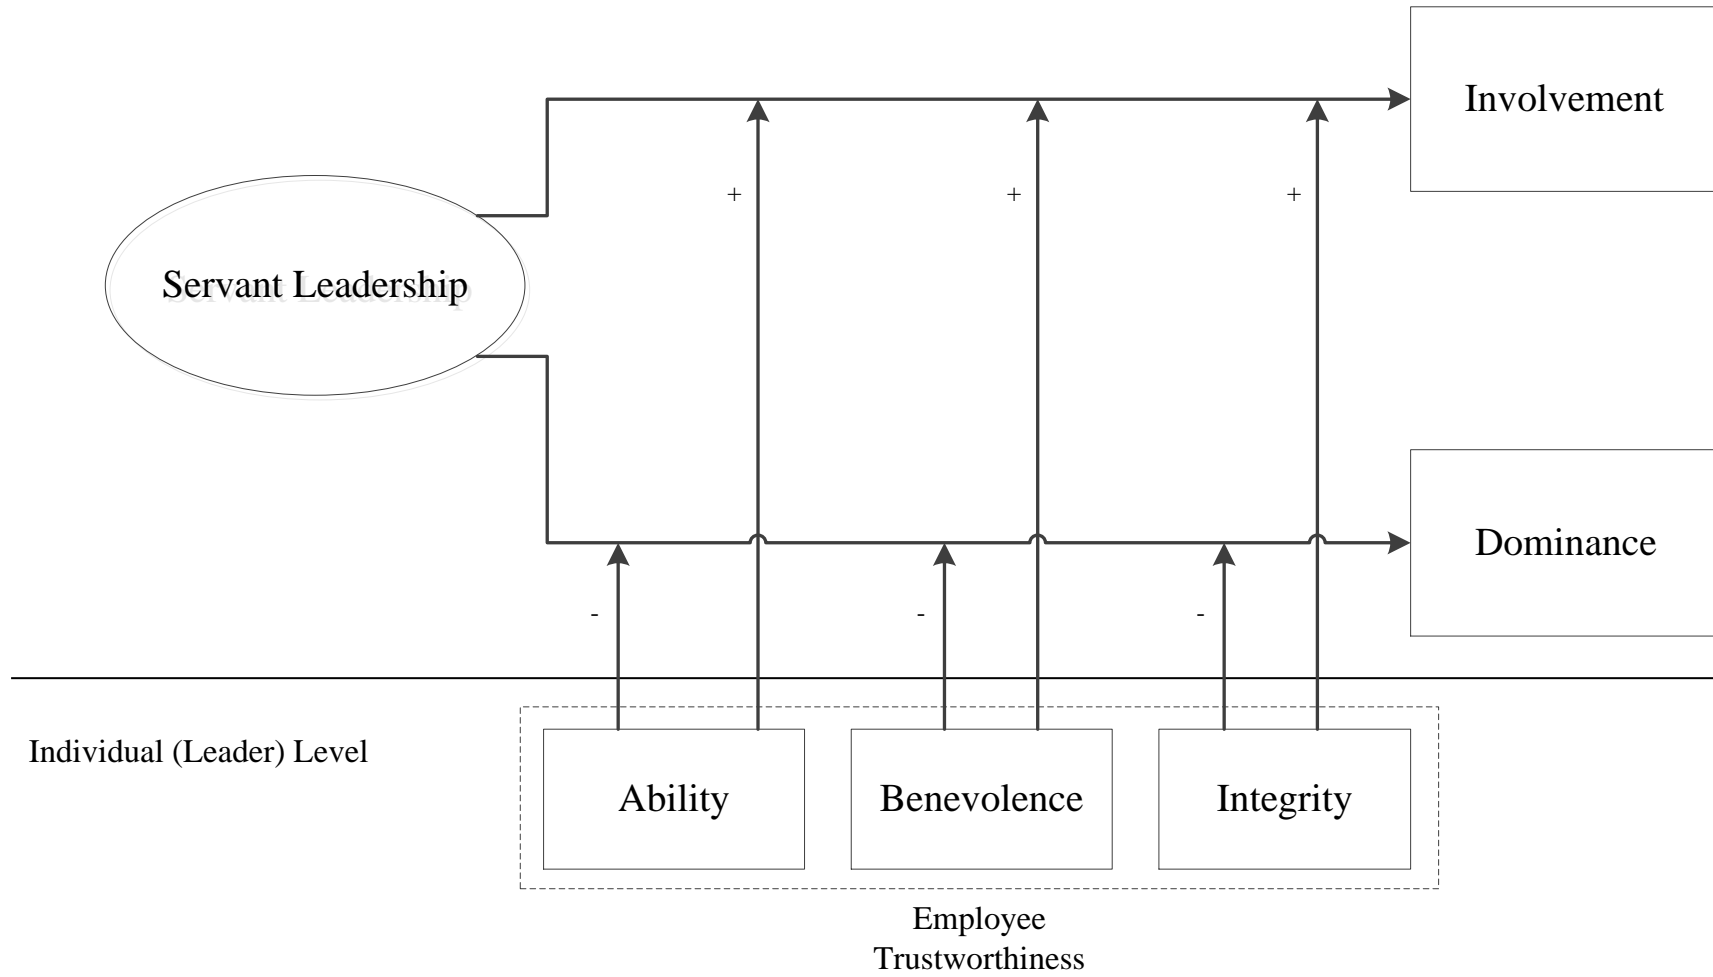 Involvement
+
+
+
Servant Leadership
Dominance
-
-
-
Individual (Leader) Level
Ability
Benevolence
Integrity
Employee
Trustworthiness